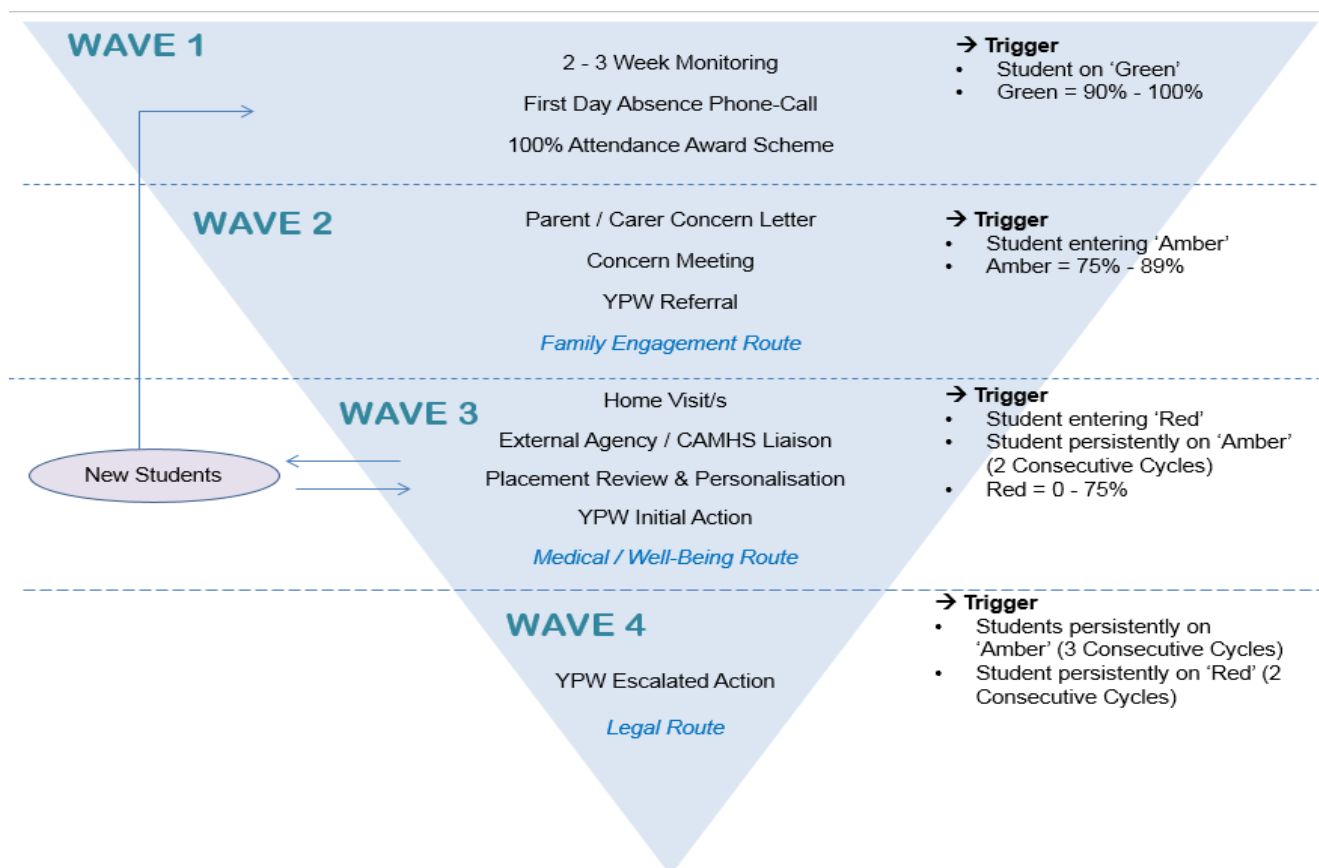 WAVE 1
2 - 3 Week Monitoring
First Day Absence Phone-Call
100% Attendance Award Scheme
→ Trigger
• Student on ‘Green’
• Green = 90% - 100%
WAVE 2
Parent / Carer Concern Letter
Concern Meeting
YPW Referral
Family Engagement Route
→ Trigger
• Student entering ‘Amber’
• Amber = 75% - 89%
WAVE 3
Home Visit/s
External Agency / CAMHS Liaison
Placement Review & Personalisation
YPW Initial Action
Medical / Well-Being Route
→ Trigger
• Student entering ‘Red’
• Student persistently on ‘Amber’
(2 Consecutive Cycles)
• Red = 0 - 75%
New Students
WAVE 4
YPW Escalated Action
Legal Route
→ Trigger
• Students persistently on
‘Amber’ (3 Consecutive Cycles)
• Student persistently on ‘Red’ (2
Consecutive Cycles)